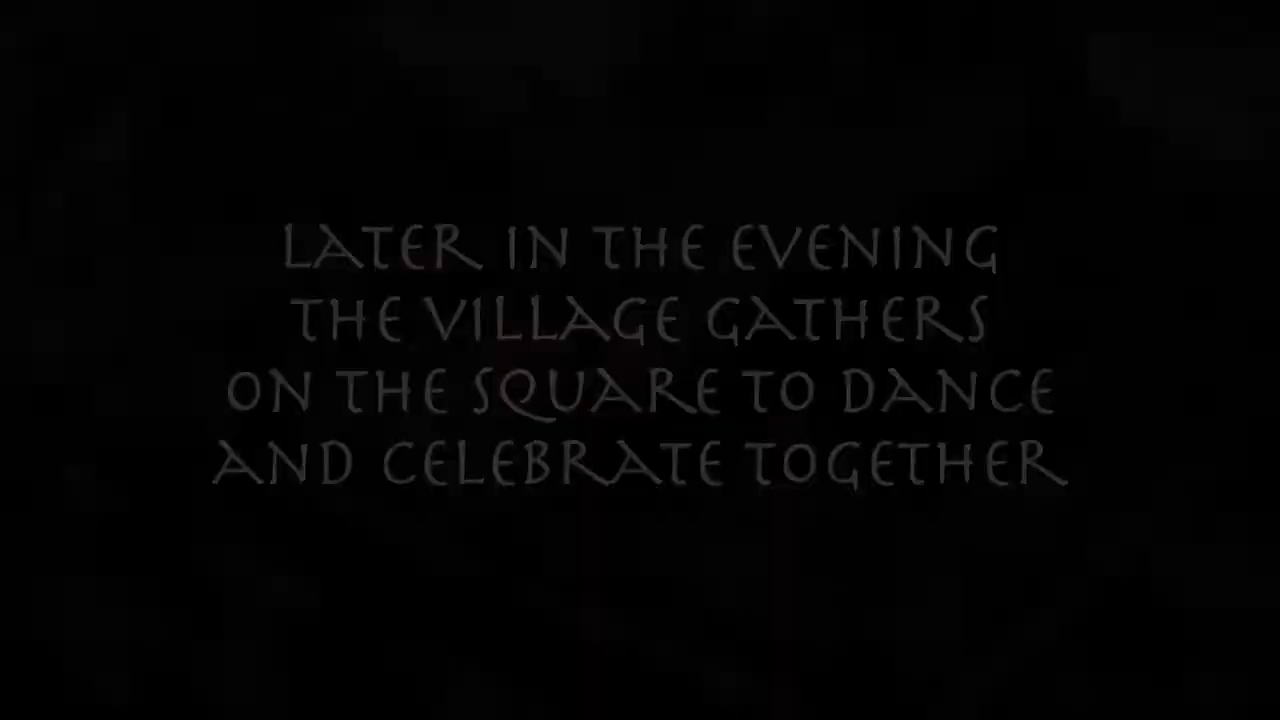 LATER IN THE EVENING
THE VILLAGE GATHERS
ON THE SQUARE TO DANCE
AND CELEBRATE TOGETHER